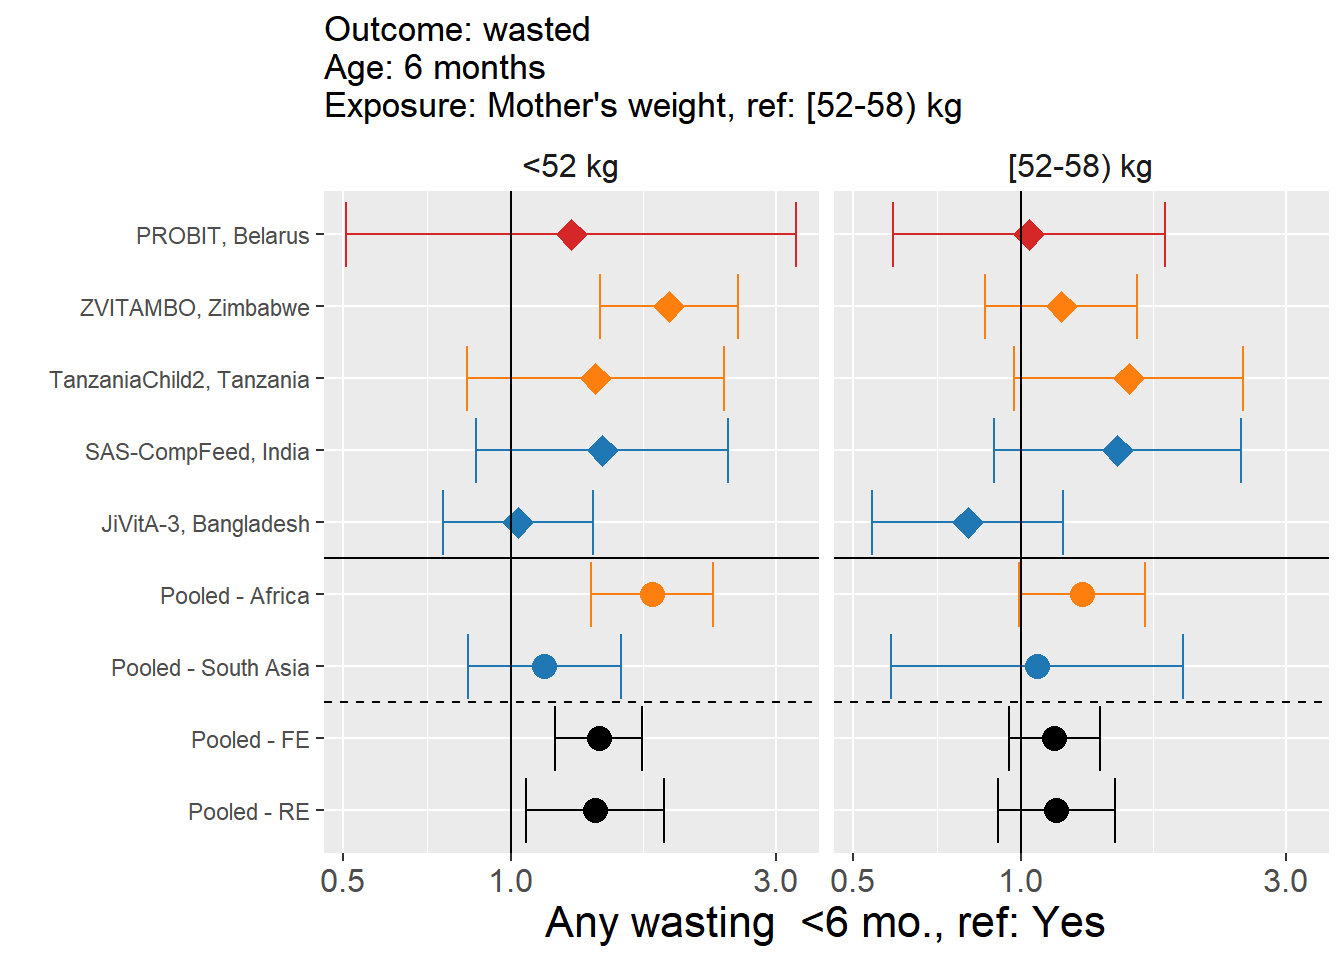 Outcome: wasted
Age: 6 months
Exposure: Mother's weight, ref: [52-58) kg
<52 kg
[52-58) kg
PROBIT, Belarus
ZVITAMBO, Zimbabwe
TanzaniaChild2, Tanzania
SAS-CompFeed, India
JiVitA-3, Bangladesh
Pooled - Africa
Pooled - South Asia
Pooled - FE
Pooled - RE
0.5 1.0 3.0 0.5 1.0 3.0
Any wasting  <6 mo., ref: Yes